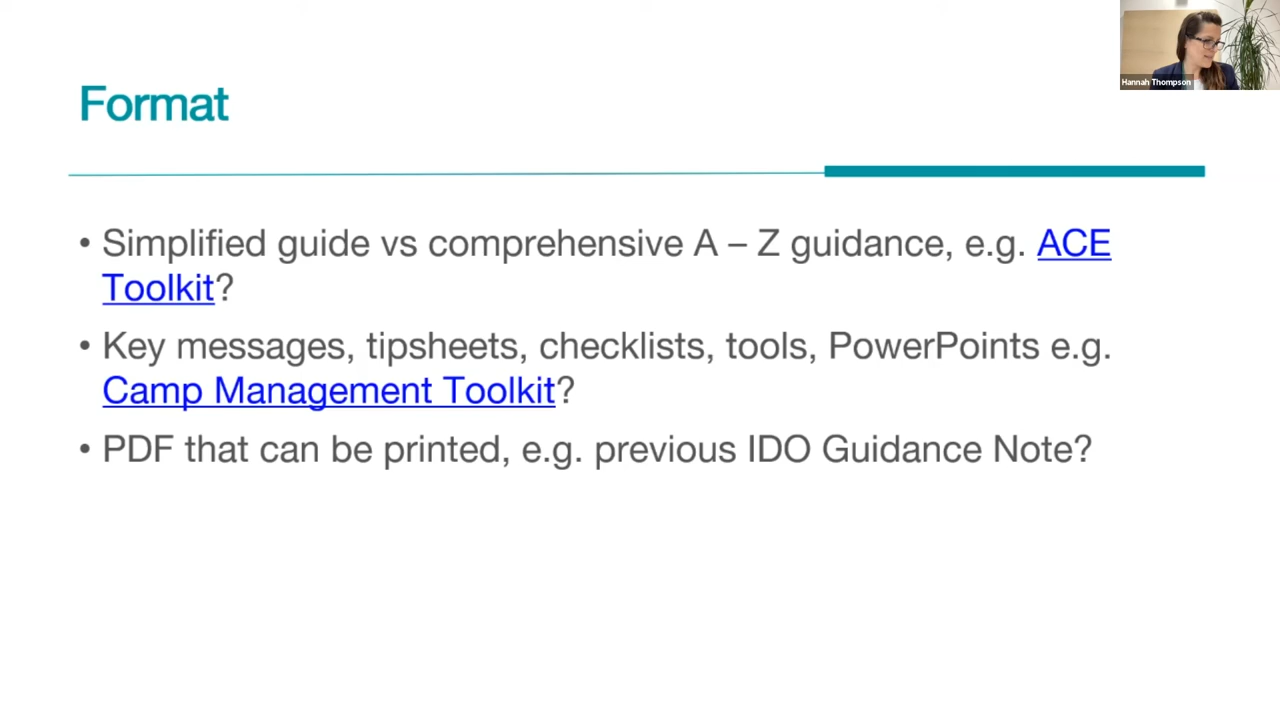 Hannah Thompson
Format
• Simplified guide vs comprehensive A – Z guidance, e.g. ACE
Toolkit?
• Key messages, tipsheets, checklists, tools, PowerPoints e.g.
Camp Management Toolkit?
• PDF that can be printed, e.g. previous IDO Guidance Note?